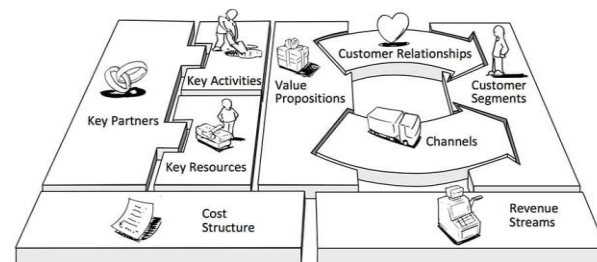 Key Partners
Key Activities
Key Resources
Value
Propositions
Customer Relationships
Channels
Customer
Segments
Cost
Structure
Revenue
Streams